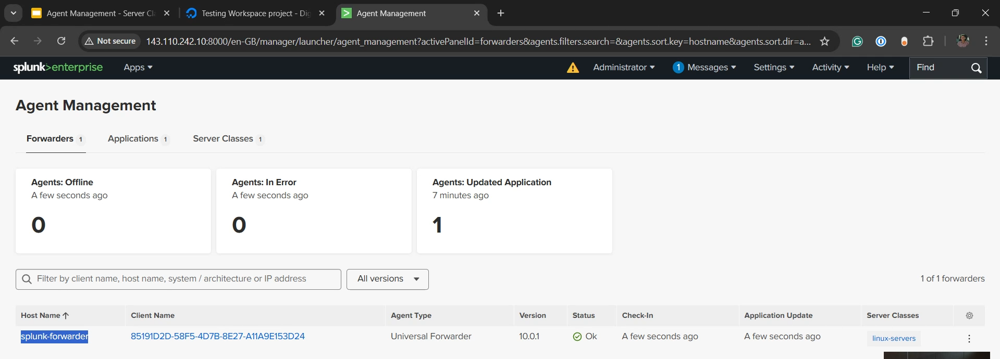 Agent Management - Server Cl
Testing Workspace project - Dig
Agent Management
Not secure
143.110.242.10:8000/en-GB/manager/launcher/agent_management?activePanelId=forwarders&agents.filters.search=&agents.sort.key=hostname&agents.sort.dir=a...
splunk>enterprise
Apps
Administrator
1 Messages
Settings
Activity
Help
Find
Agent Management
Forwarders 1
Applications 1
Server Classes 1
Agents: Offline
A few seconds ago
0
Agents: In Error
A few seconds ago
0
Agents: Updated Application
7 minutes ago
1
Filter by client name, host name, system / architecture or IP address
All versions
1 of 1 forwarders
Host Name Client Name Agent Type Version Status Check-In Application Update Server Classes
splunk-forwarder 85191D2D-58F5-4D7B-8E27-A11A9E153D24 Universal Forwarder 10.0.1 Ok A few seconds ago A few seconds ago linux-servers